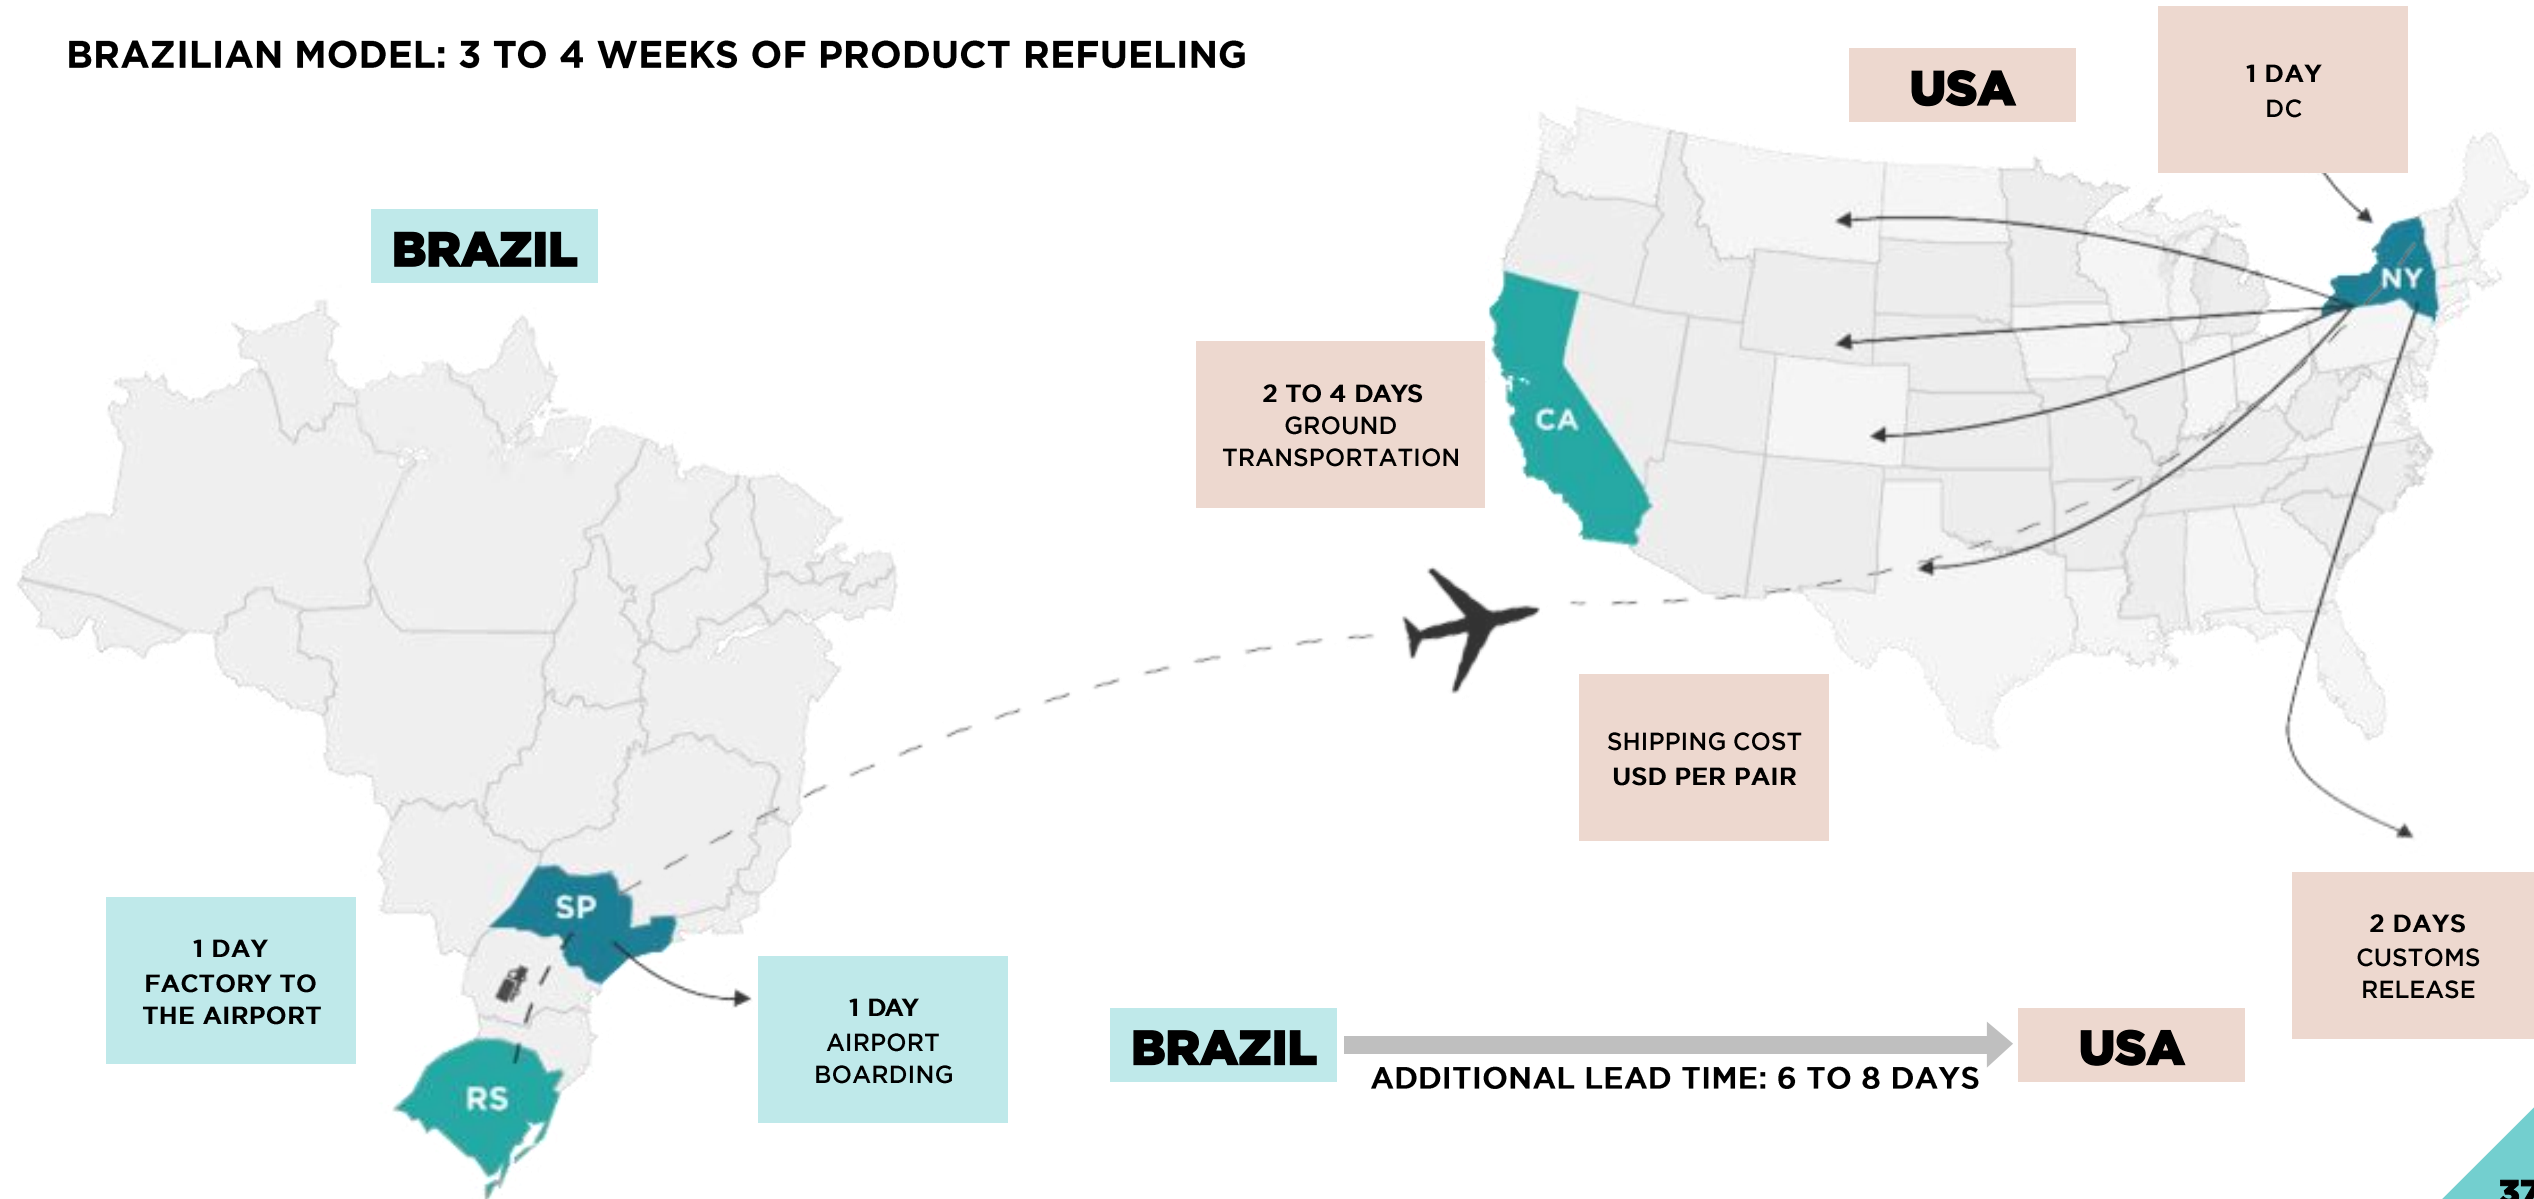 BRAZILIAN MODEL: 3 TO 4 WEEKS OF PRODUCT REFUELING
USA
1 DAY
DC
BRAZIL
NY
2 TO 4 DAYS
GROUND
TRANSPORTATION
CA
SHIPPING COST
USD PER PAIR
SP
1 DAY
FACTORY TO
THE AIRPORT
1 DAY
AIRPORT
BOARDING
RS
2 DAYS
CUSTOMS
RELEASE
BRAZIL
USA
ADDITIONAL LEAD TIME: 6 TO 8 DAYS
37